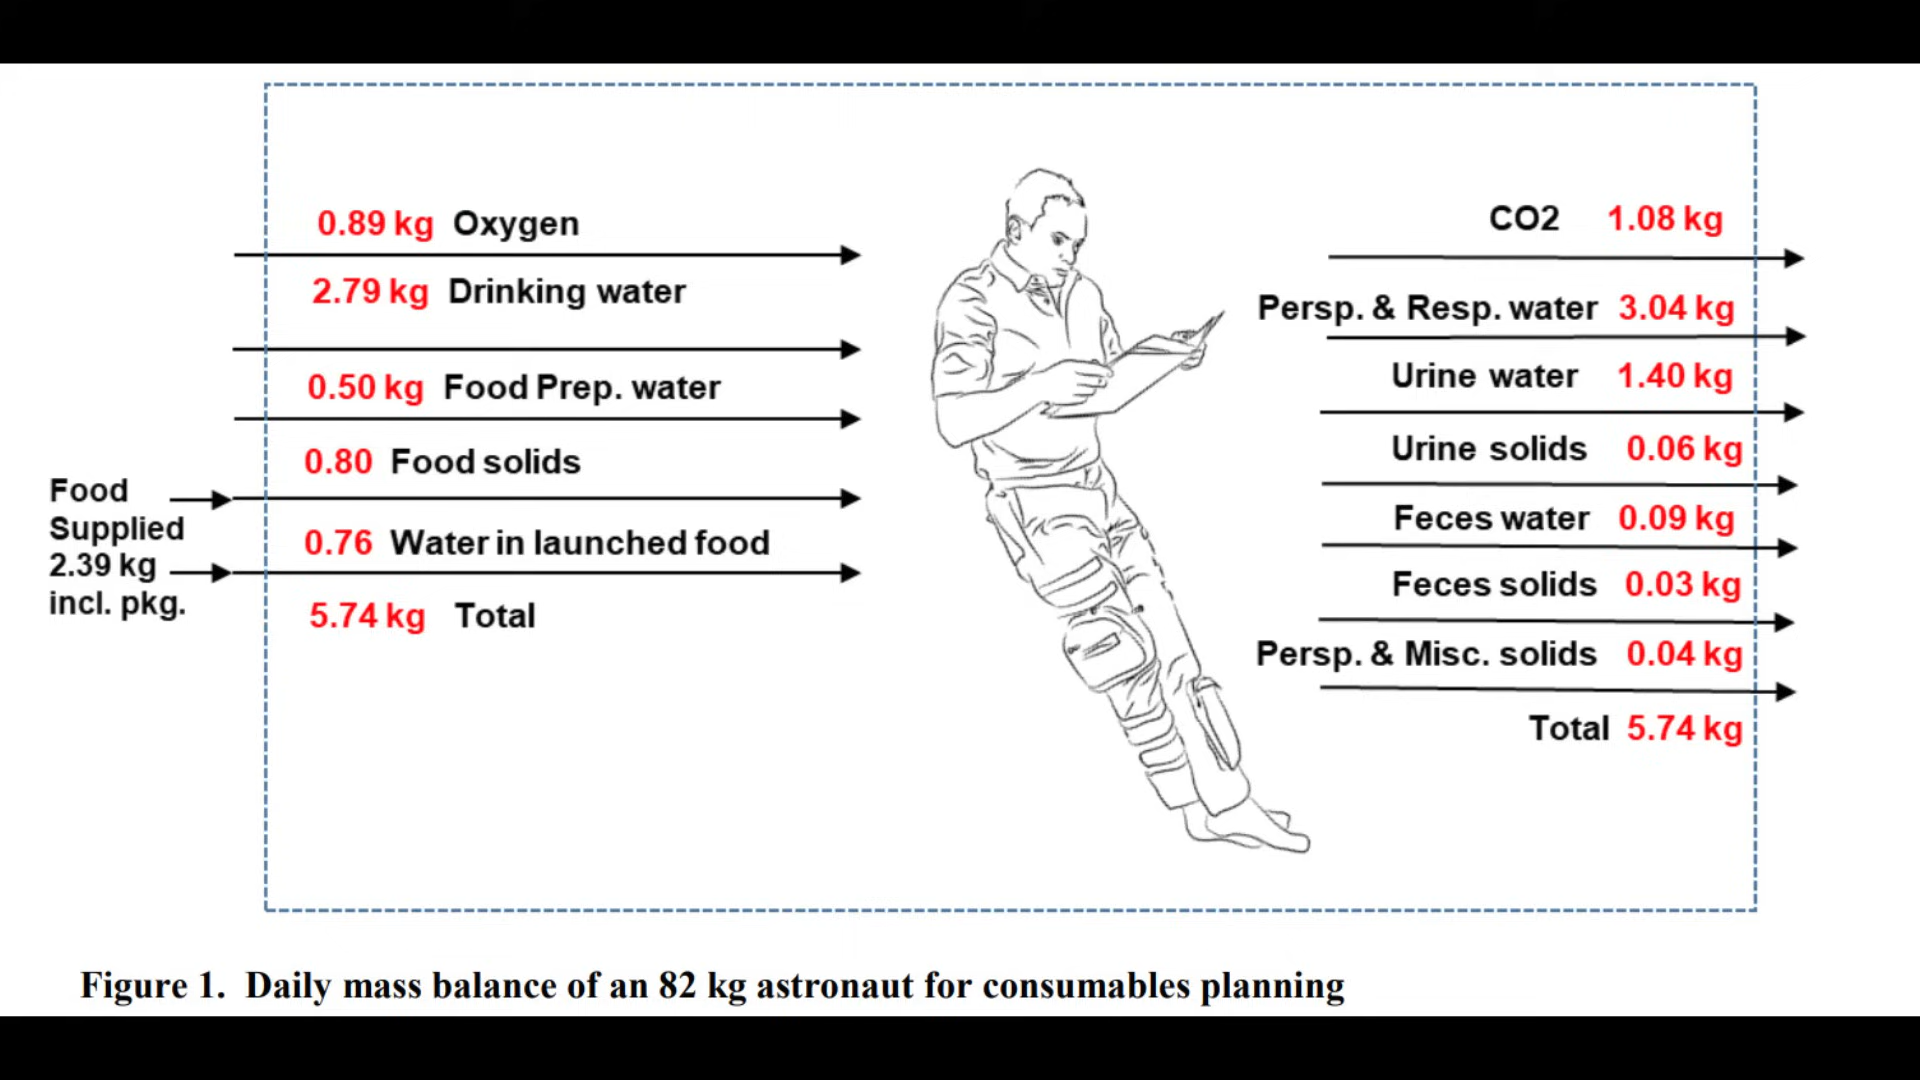 0.89 kg Oxygen
2.79 kg Drinking water
0.50 kg Food Prep. water
0.80 Food solids
0.76 Water in launched food
5.74 kg Total
Food
Supplied
2.39 kg
incl. pkg.
CO2 1.08 kg
Persp. & Resp. water 3.04 kg
Urine water 1.40 kg
Urine solids 0.06 kg
Feces water 0.09 kg
Feces solids 0.03 kg
Persp. & Misc. solids 0.04 kg
Total 5.74 kg
Figure 1. Daily mass balance of an 82 kg astronaut for consumables planning